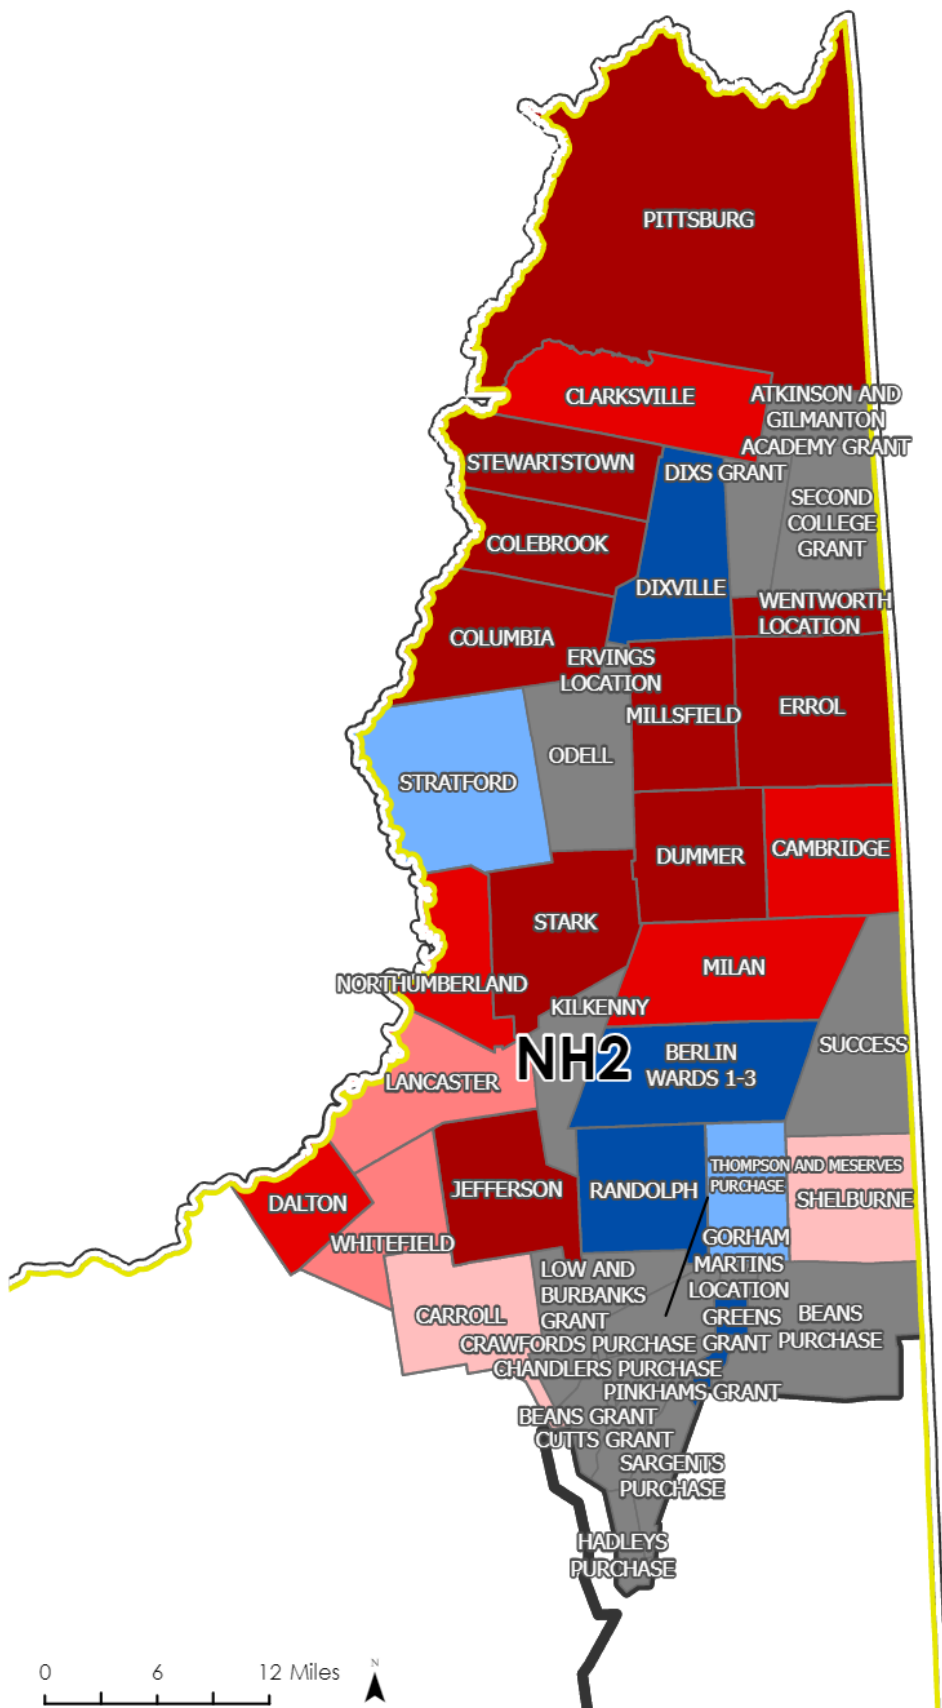 PITTSBURG
CLARKSVILLE
ATKINSON AND
GILMANTON
ACADEMY GRANT
STEWARTSTOWN
DIXS GRANT
SECOND
COLLEGE
GRANT
COLEBROOK
DIXVILLE
WENTWORTH
LOCATION
COLUMBIA
ERVINGS
LOCATION
MILLSFIELD
ERROL
ODELL
STRATFORD
DUMMER
CAMBRIDGE
STARK
MILAN
NORTHUMBERLAND
KILKENNY
SUCCESS
NH2
BERLIN
WARDS 1-3
LANCASTER
THOMPSON AND MESERVES
PURCHASE
JEFFERSON
RANDOLPH
SHELBURNE
DALTON
WHITEFIELD
GORHAM
MARTINS
LOCATION
LOW AND
BURBANKS
GRANT
GREENS
GRANT
BEANS
PURCHASE
CARROLL
CRAWFORDS PURCHASE
CHANDLERS PURCHASE
PINKHAMS GRANT
BEANS GRANT
CUTTS GRANT
SARGENTS
PURCHASE
HADLEYS
PURCHASE
0 6 12 Miles
N